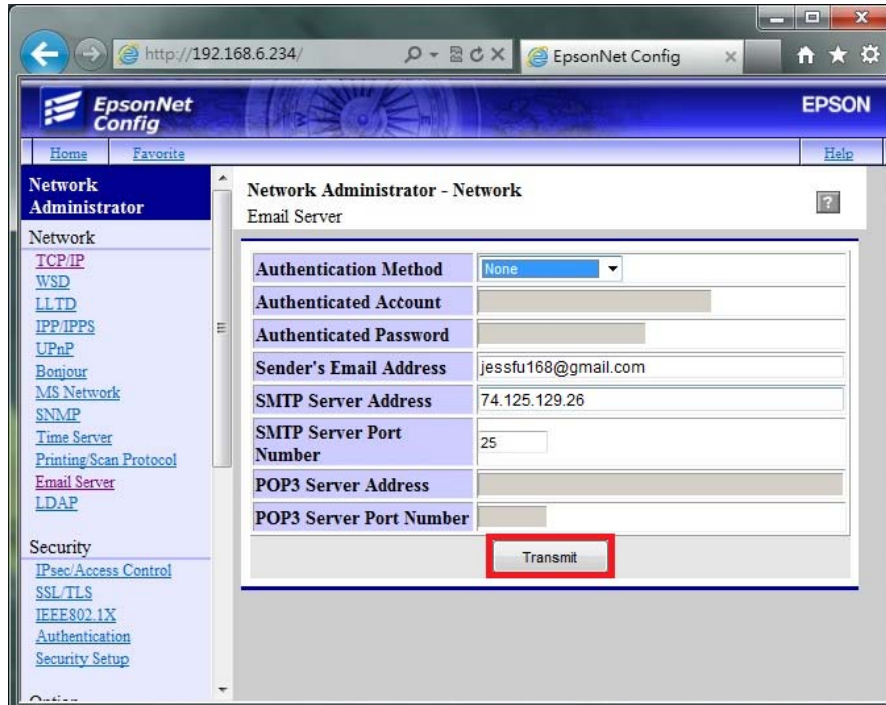 http://192.168.6.234/
EpsonNet Config
EpsonNet
Config
EPSON
Home
Favorite
Help
Network
Administrator
Network
TCP/IP
WSD
LLTD
IPP/IPPS
UPnP
Bonjour
MS Network
SNMP
Time Server
Printing/Scan Protocol
Email Server
LDAP
Security
IPsec/Access Control
SSL/TLS
IEEE802.1X
Authentication
Security Setup
Network Administrator - Network
Email Server
?
Authentication Method None
Authenticated Account
Authenticated Password
Sender's Email Address jessfu168@gmail.com
SMTP Server Address 74.125.129.26
SMTP Server Port
Number 25
POP3 Server Address
POP3 Server Port Number
Transmit